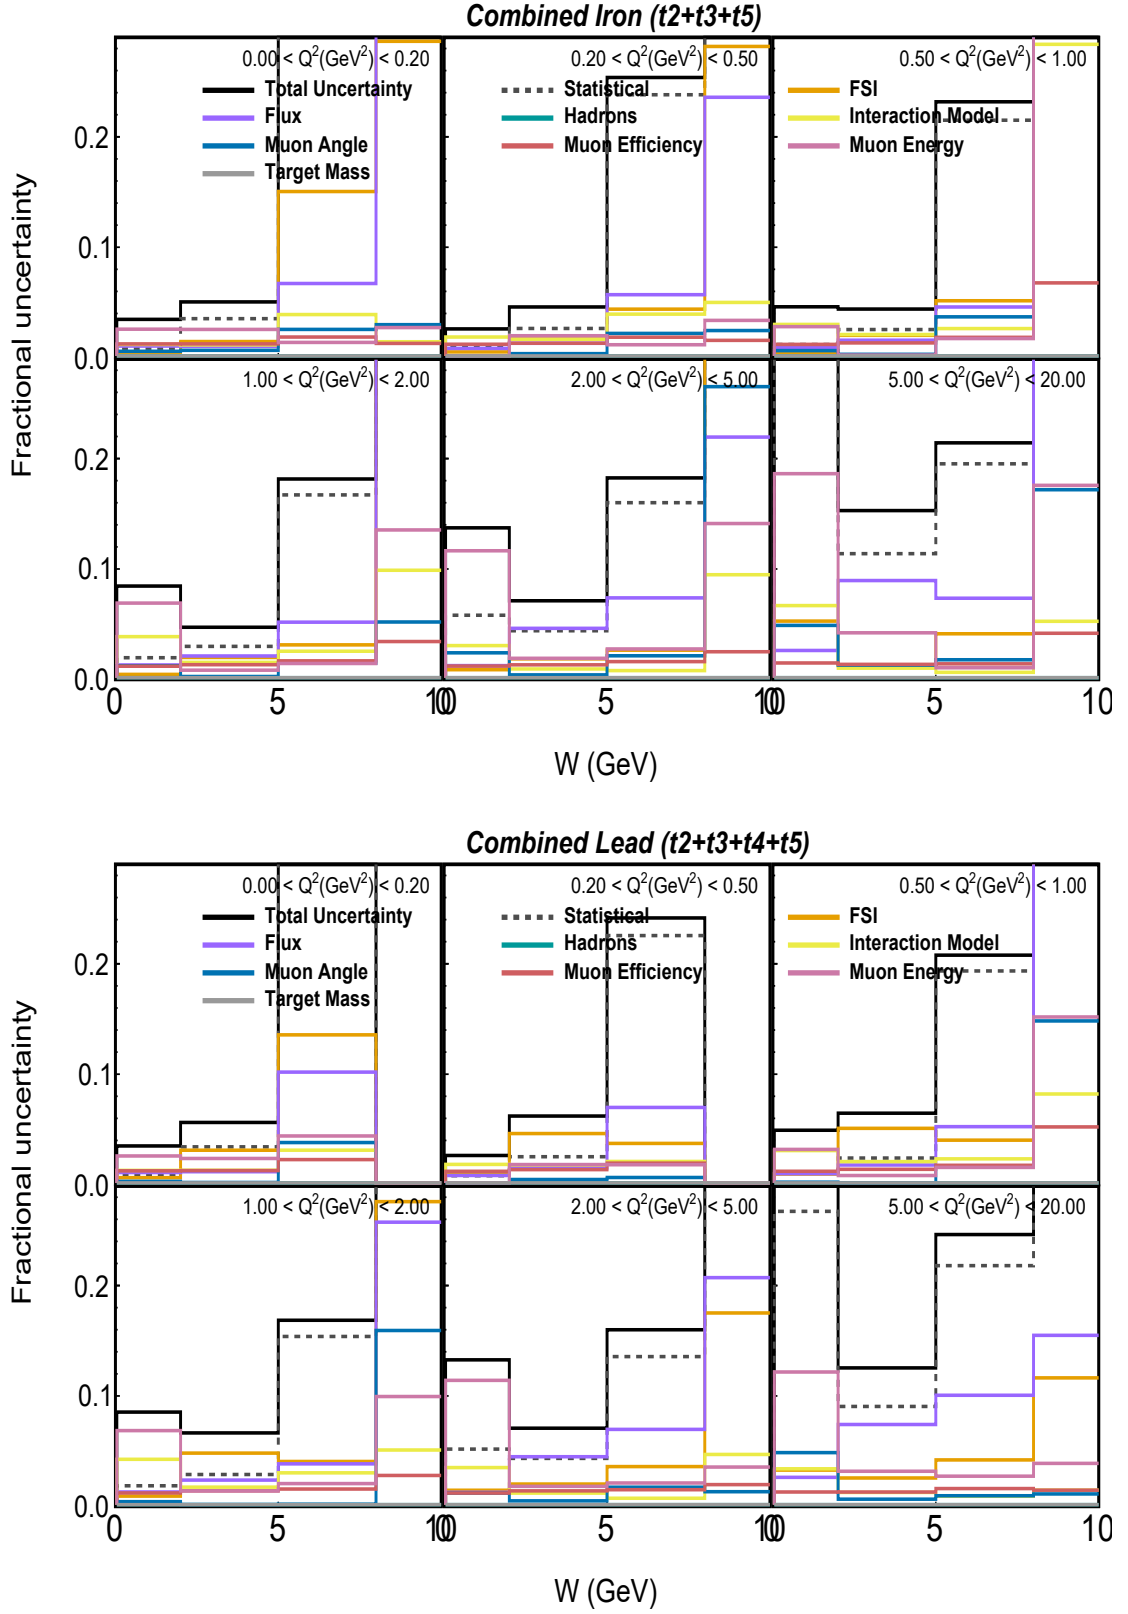 Combined Iron (t2+t3+t5)
0.00 < Q²(GeV²) < 0.20
0.20 < Q²(GeV²) < 0.50
0.50 < Q²(GeV²) < 1.00
Total Uncertainty
Statistical
FSI
Flux
Hadrons
Interaction Model
Muon Angle
Muon Efficiency
Muon Energy
Target Mass
0.2
0.1
0.0
Fractional uncertainty
1.00 < Q²(GeV²) < 2.00
2.00 < Q²(GeV²) < 5.00
5.00 < Q²(GeV²) < 20.00
0.2
0.1
0.0
0 5 10 0 5 10 0 5 10
W (GeV)
Combined Lead (t2+t3+t4+t5)
0.00 < Q²(GeV²) < 0.20
0.20 < Q²(GeV²) < 0.50
0.50 < Q²(GeV²) < 1.00
Total Uncertainty
Statistical
FSI
Flux
Hadrons
Interaction Model
Muon Angle
Muon Efficiency
Muon Energy
Target Mass
0.2
0.1
0.0
Fractional uncertainty
1.00 < Q²(GeV²) < 2.00
2.00 < Q²(GeV²) < 5.00
5.00 < Q²(GeV²) < 20.00
0.2
0.1
0.0
0 5 10 0 5 10 0 5 10
W (GeV)